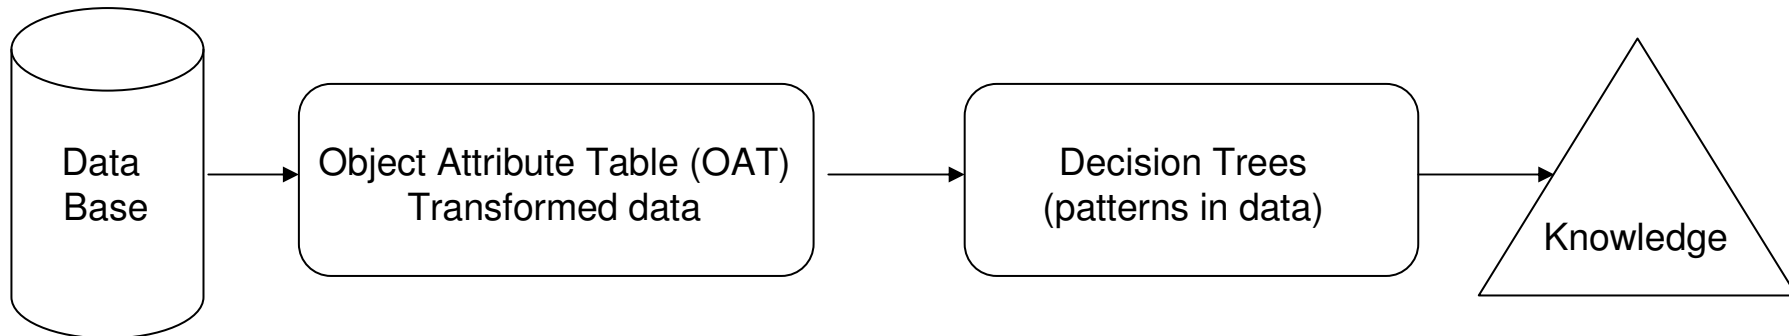 Data
Base
Object Attribute Table (OAT)
Transformed data
Decision Trees
(patterns in data)
Knowledge